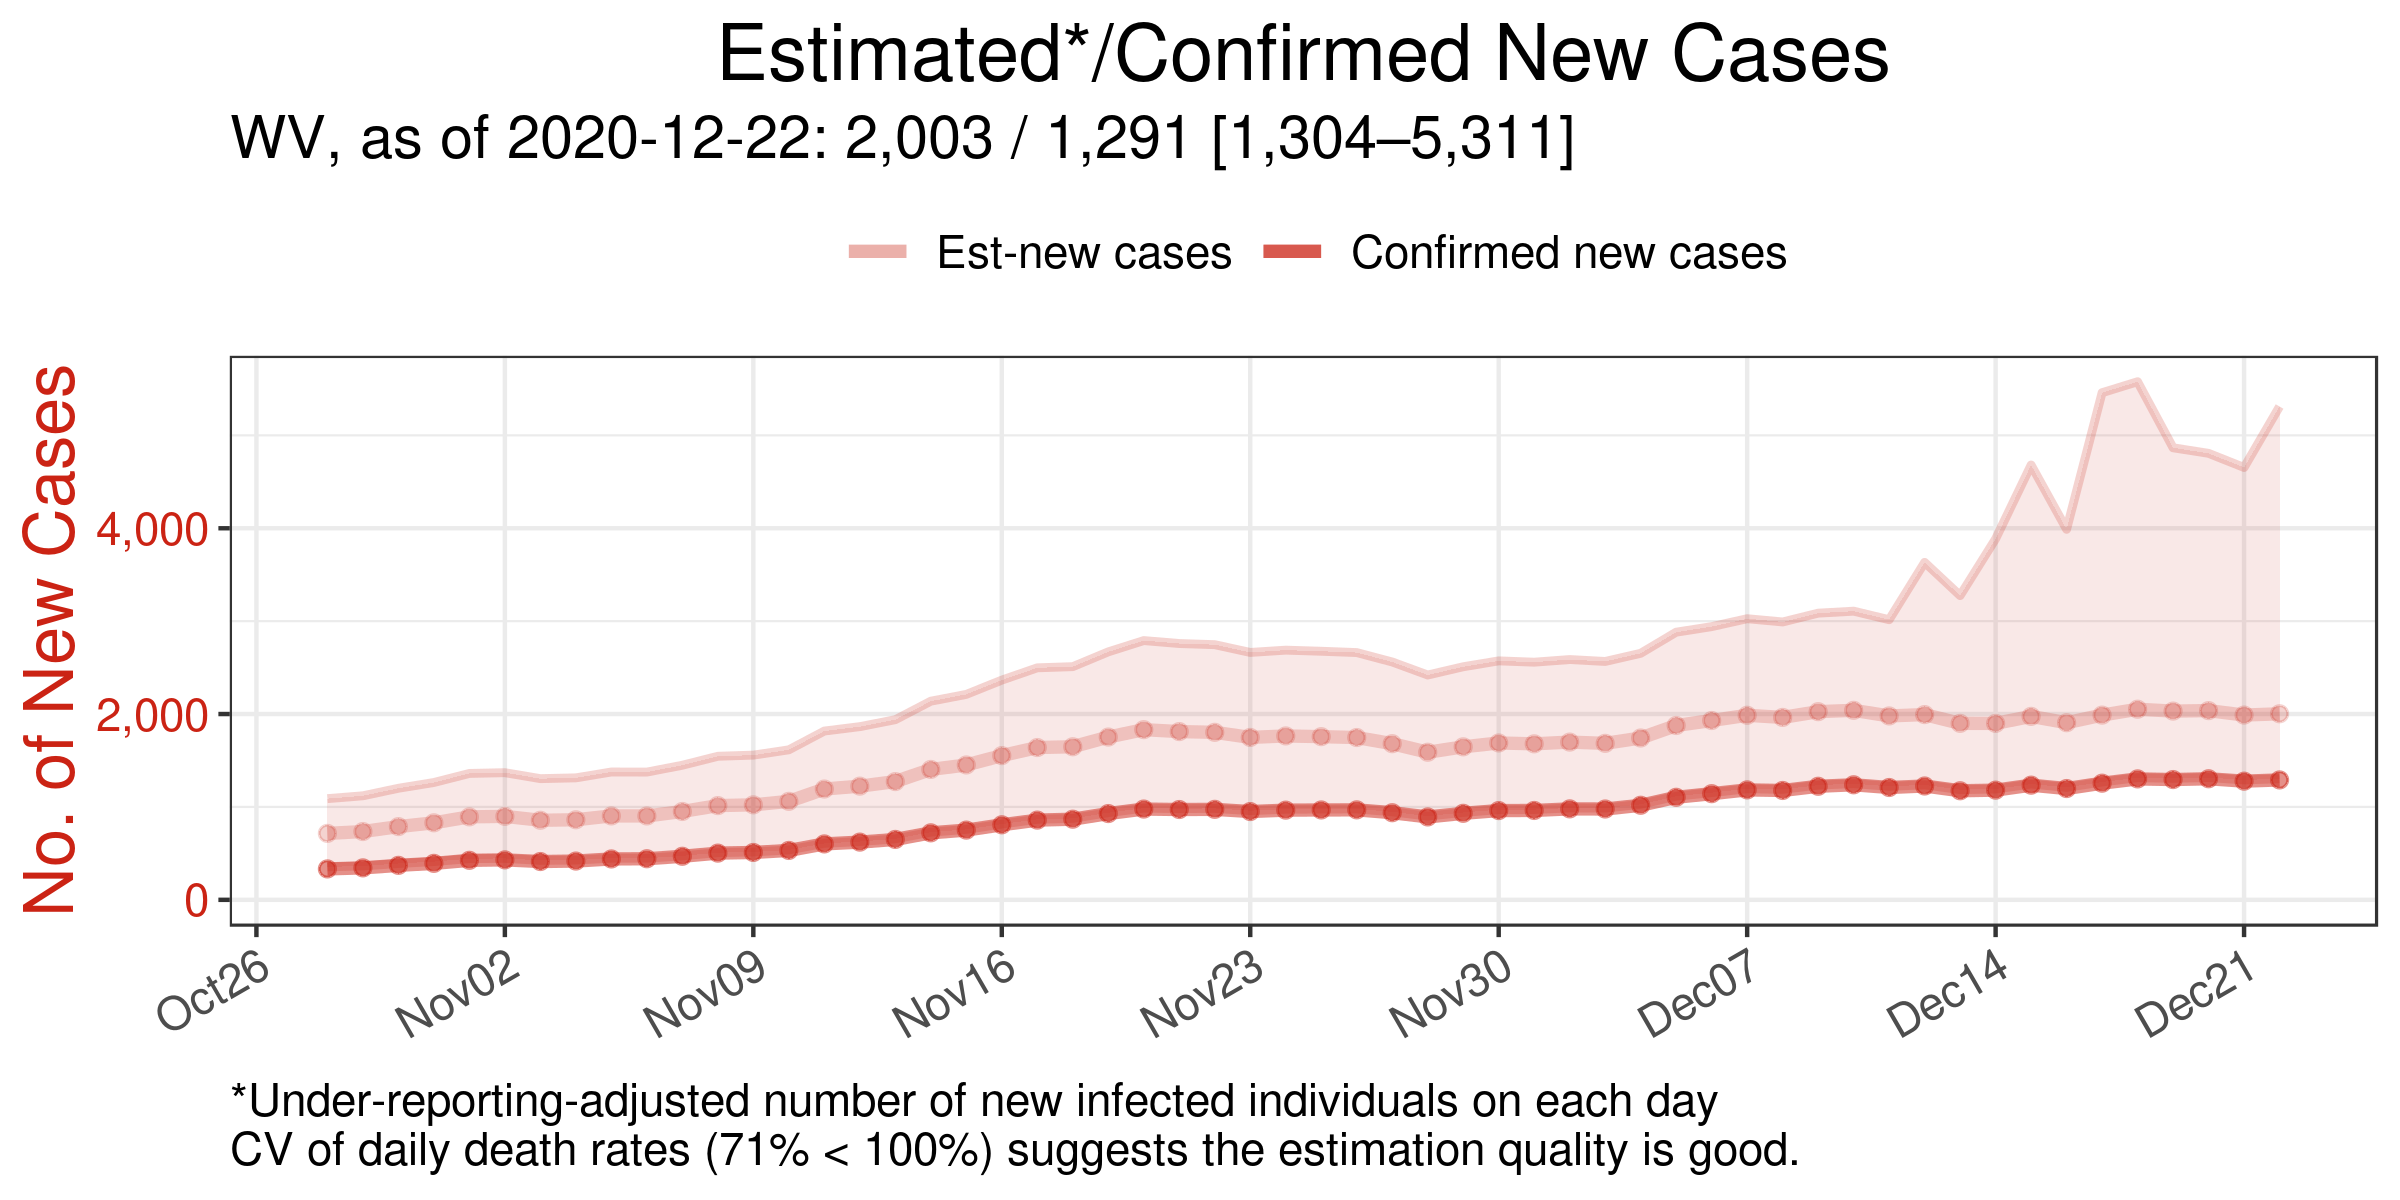 Estimated*/Confirmed New Cases
WV, as of 2020-12-22: 2,003 / 1,291 [1,304–5,311]
Est-new cases
Confirmed new cases
No. of New Cases
4,000
2,000
0
Oct26
Nov02
Nov09
Nov16
Nov23
Nov30
Dec07
Dec14
Dec21
*Under-reporting-adjusted number of new infected individuals on each day
CV of daily death rates (71% < 100%) suggests the estimation quality is good.